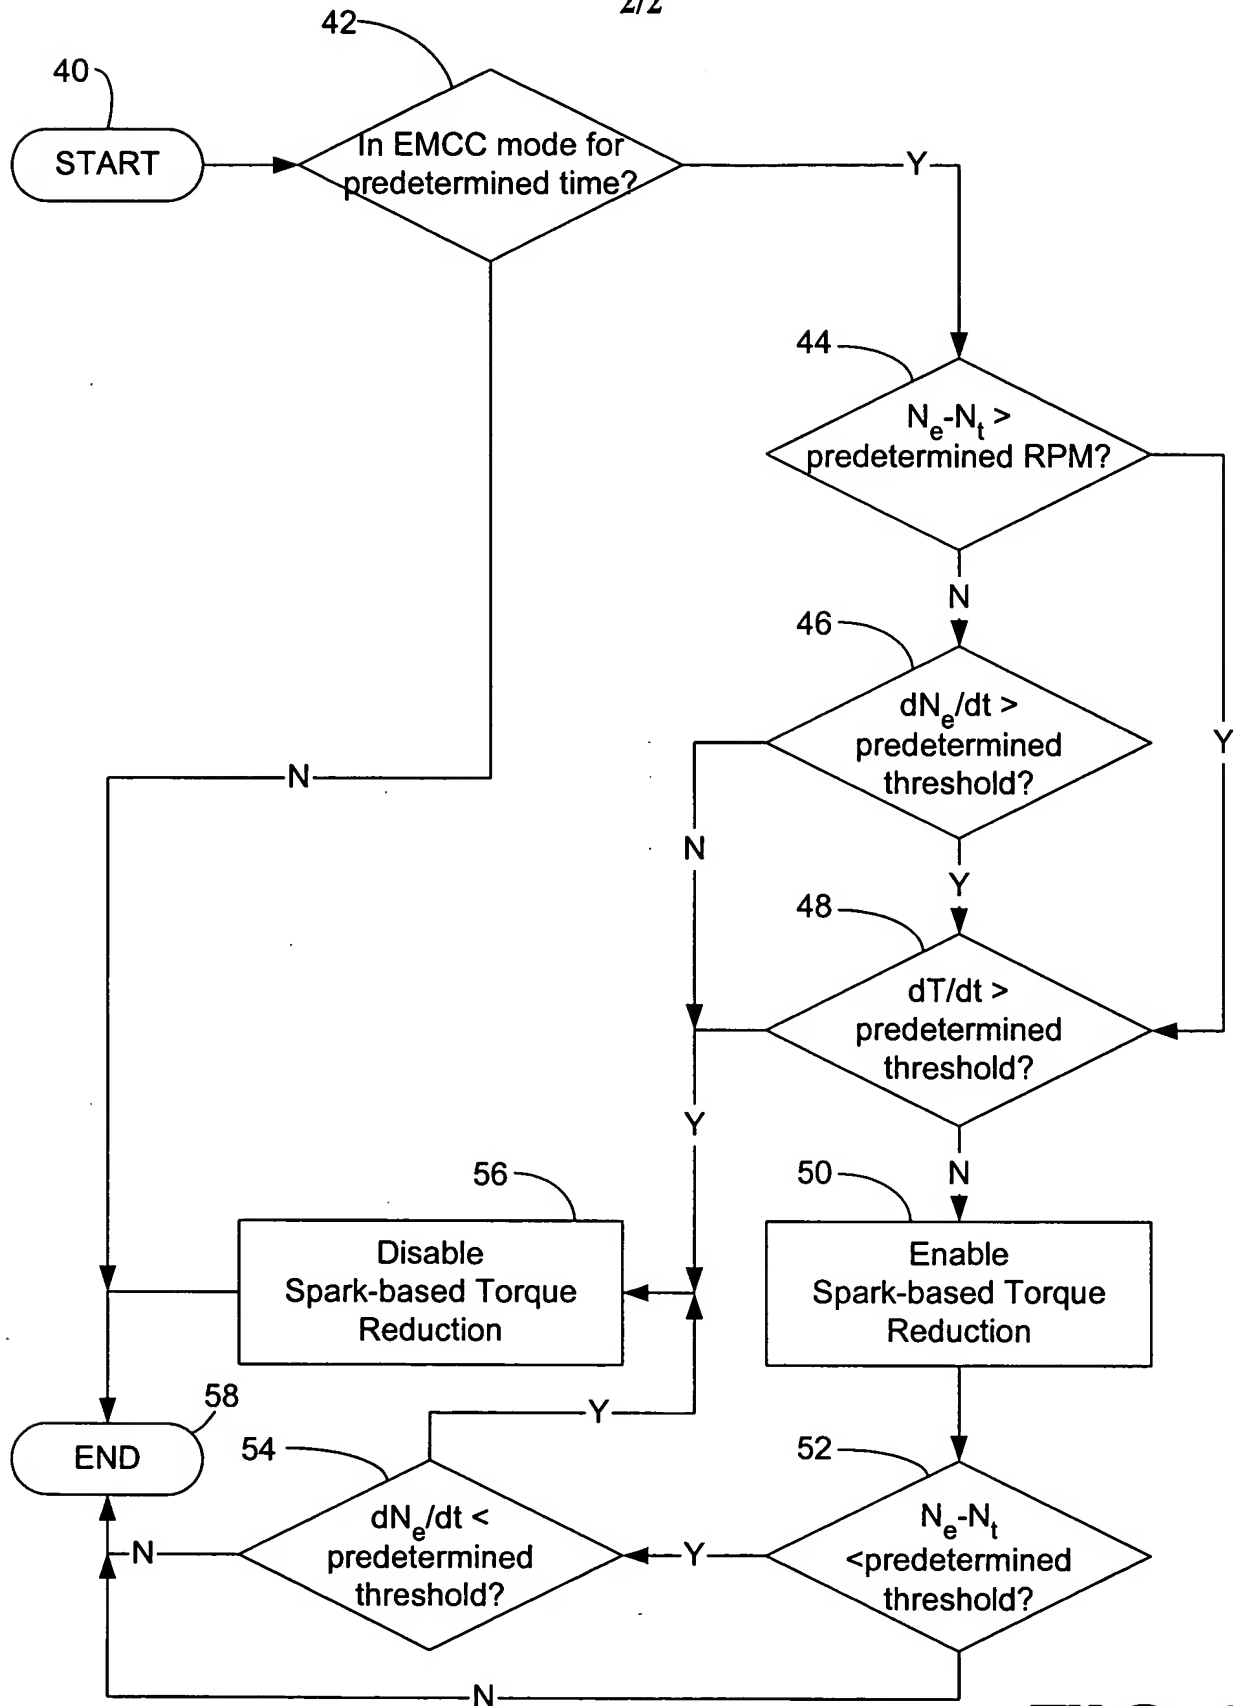 2/2
42
40
START
In EMCC mode for
predetermined time?
Y
44
Ne-Nt >
predetermined RPM?
N
46
dNe/dt >
predetermined
threshold?
Y
N
N
Y
48
dT/dt >
predetermined
threshold?
Y
N
56
50
Disable
Spark-based Torque
Reduction
Enable
Spark-based Torque
Reduction
58
END
Y
54
dNe/dt <
predetermined
threshold?
N
Y
52
Ne-Nt
<predetermined
threshold?
N